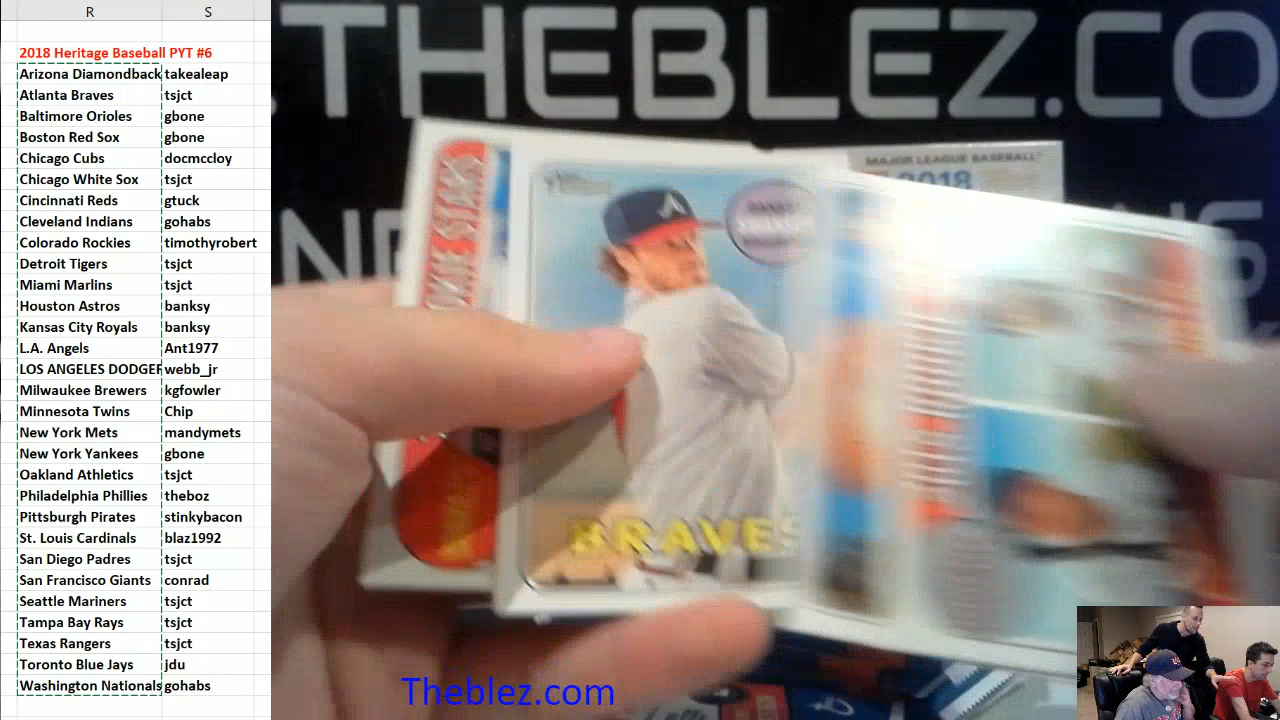 R S
2018 Heritage Baseball PYT #6
Arizona Diamondback takealeap
Atlanta Braves tsjct
Baltimore Orioles gbone
Boston Red Sox gbone
Chicago Cubs docmccloy
Chicago White Sox tsjct
Cincinnati Reds gtuck
Cleveland Indians gohabs
Colorado Rockies timothyrobert
Detroit Tigers tsjct
Miami Marlins tsjct
Houston Astros banksy
Kansas City Royals banksy
L.A. Angels Ant1977
LOS ANGELES DODGER webb_jr
Milwaukee Brewers kgfowler
Minnesota Twins Chip
New York Mets mandymets
New York Yankees gbone
Oakland Athletics tsjct
Philadelphia Phillies theboz
Pittsburgh Pirates stinkybacon
St. Louis Cardinals blaz1992
San Diego Padres tsjct
San Francisco Giants conrad
Seattle Mariners tsjct
Tampa Bay Rays tsjct
Texas Rangers tsjct
Toronto Blue Jays jdu
Washington Nationals gohabs
.THEBLEZ.CO
MAJOR LEAGUE BASEBALL
2018
STARS
BRAVES
Theblez.com